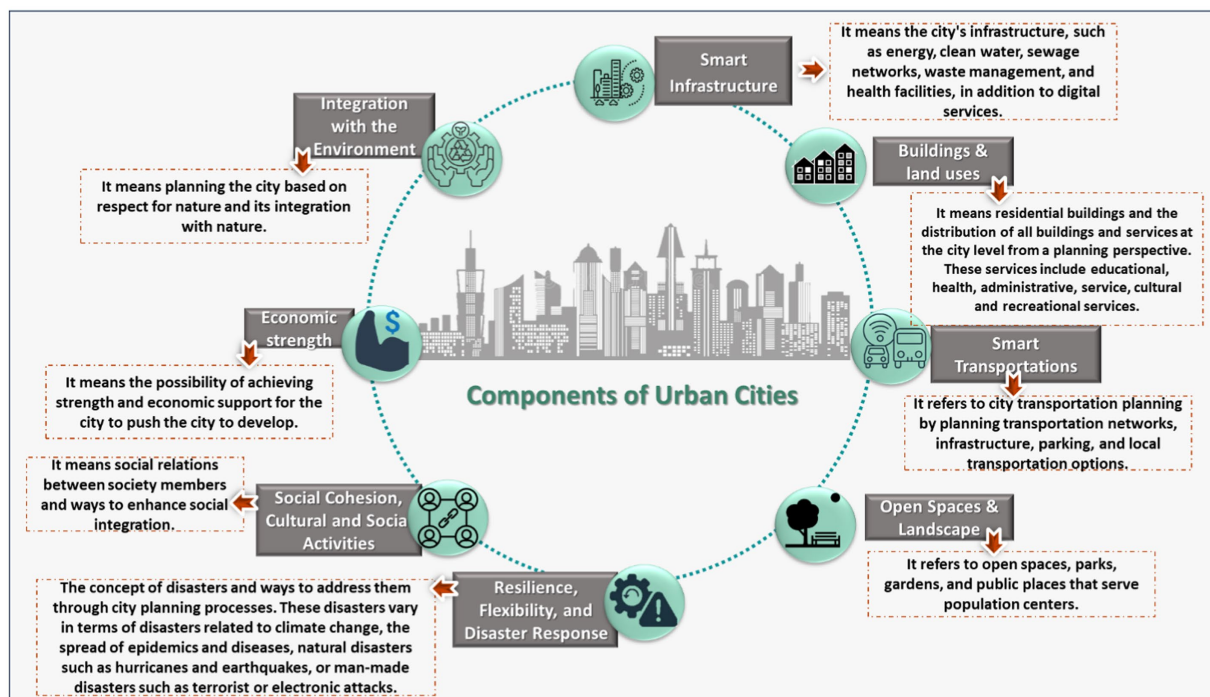 Smart
Infrastructure
It means the city's infrastructure, such
as energy, clean water, sewage
networks, waste management, and
health facilities, in addition to digital
services.
Buildings &
land uses
It means residential buildings and the
distribution of all buildings and services at
the city level from a planning perspective.
These services include educational,
health, administrative, service, cultural
and recreational services.
Smart
Transportations
It refers to city transportation planning
by planning transportation networks,
infrastructure, parking, and local
transportation options.
Open Spaces &
Landscape
It refers to open spaces, parks,
gardens, and public places that serve
population centers.
Resilience,
Flexibility, and
Disaster Response
The concept of disasters and ways to address them
through city planning processes. These disasters vary
in terms of disasters related to climate change, the
spread of epidemics and diseases, natural disasters
such as hurricanes and earthquakes, or man-made
disasters such as terrorist or electronic attacks.
Social Cohesion,
Cultural and Social
Activities
It means social relations
between society members
and ways to enhance social
integration.
Economic
strength
$
It means the possibility of achieving
strength and economic support for the
city to push the city to develop.
Integration
with the
Environment
It means planning the city based on
respect for nature and its integration
with nature.
Components of Urban Cities